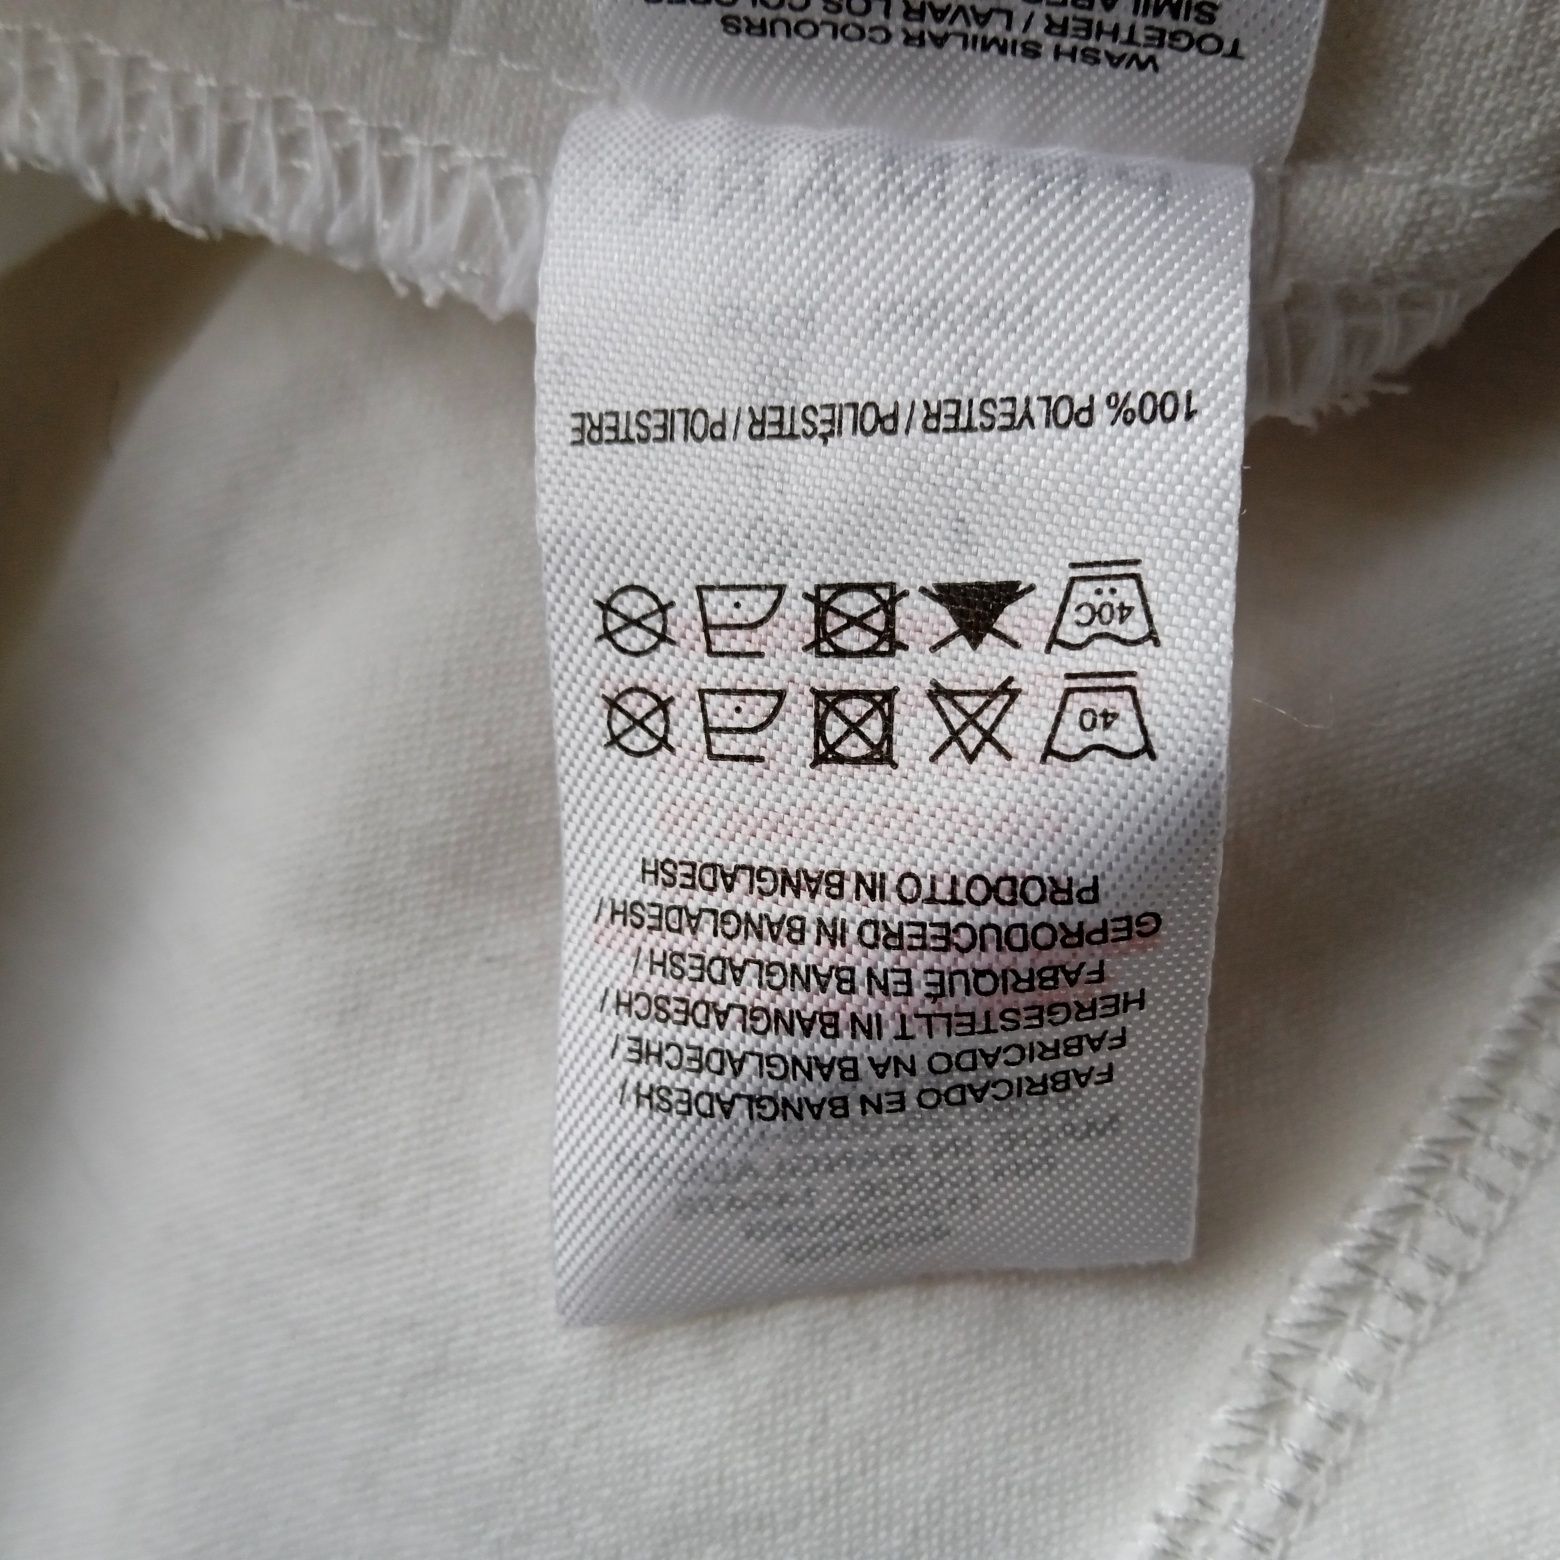 100% POLYESTER / POLIÉSTER / POLIESTERE
40
40C
FABRICADO EN BANGLADESH /
FABRICADO NA BANGLADECHE /
HERGESTELLT IN BANGLADESCH /
FABRIQUÉ EN BANGLADESH /
GEPRODUCEERD IN BANGLADESH /
PRODOTTO IN BANGLADESH
WASH SIMILAR COLOURS
TOGETHER / LAVAR LOS COLORES